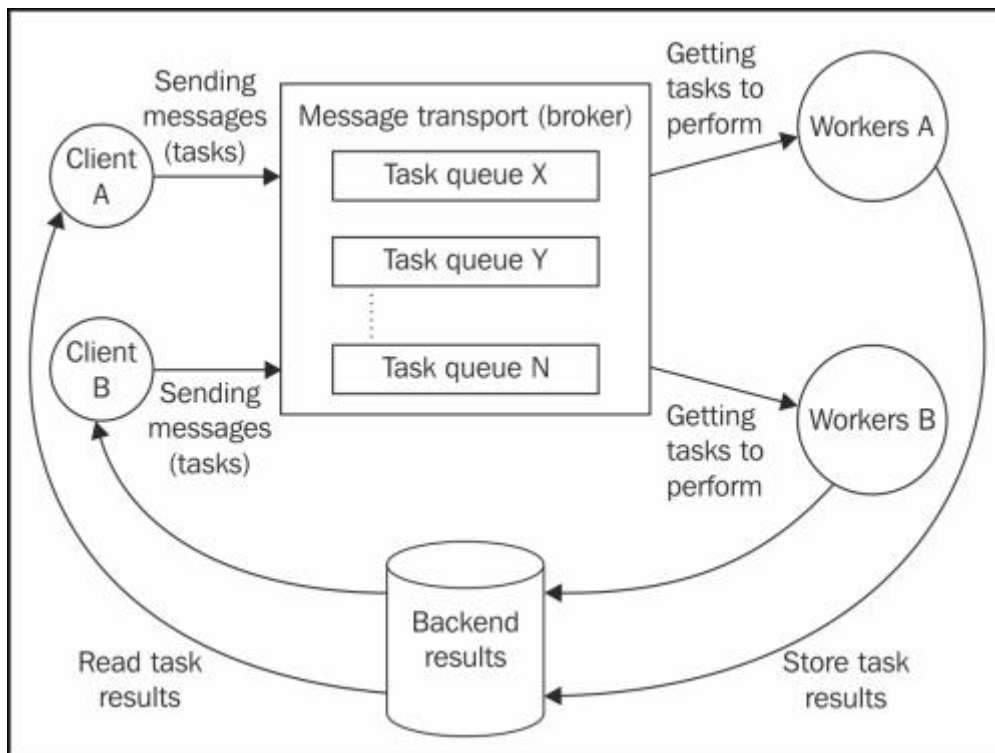 Sending
messages
(tasks)
Getting
tasks to
perform
Message transport (broker)
Client
A
Workers A
Task queue X
Task queue Y
Client
B
Task queue N
Sending
messages
(tasks)
Getting
tasks to
perform
Workers B
Backend
results
Read task
results
Store task
results